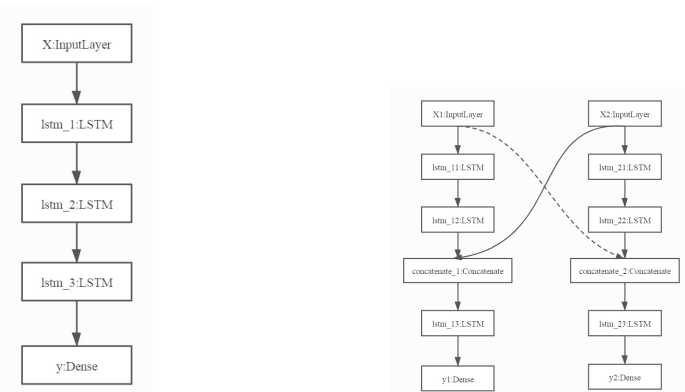 X:InputLayer
lstm_1:LSTM
lstm_2:LSTM
lstm_3:LSTM
y:Dense
X1:InputLayer
X2:InputLayer
lstm_11:LSTM
lstm_21:LSTM
lstm_12:LSTM
lstm_22:LSTM
concatenate_1:Concatenate
concatenate_2:Concatenate
lstm_13:LSTM
lstm_23:LSTM
y1:Dense
y2:Dense